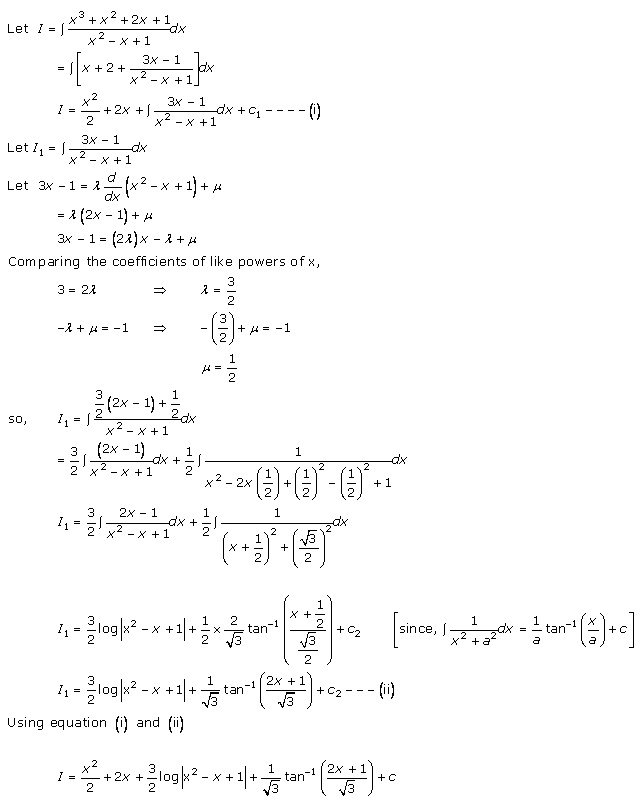 Let I = ∫ (x³ + x² + 2x + 1)/(x² − x + 1) dx
= ∫ [x + 2 + (3x − 1)/(x² − x + 1)] dx
I = x²/2 + 2x + ∫ (3x − 1)/(x² − x + 1) dx + c₁ − − − − (i)
Let I₁ = ∫ (3x − 1)/(x² − x + 1) dx
Let 3x − 1 = λ d/dx (x² − x + 1) + μ
= λ (2x − 1) + μ
3x − 1 = (2λ) x − λ + μ
Comparing the coefficients of like powers of x,
3 = 2λ ⇒ λ = 3/2
−λ + μ = −1 ⇒ −(3/2) + μ = −1
μ = 1/2
so, I₁ = ∫ (3/2 (2x − 1) + 1/2)/(x² − x + 1) dx
= 3/2 ∫ (2x − 1)/(x² − x + 1) dx + 1/2 ∫ 1/(x² − 2x (1/2) + (1/2)² − (1/2)² + 1) dx
I₁ = 3/2 ∫ (2x − 1)/(x² − x + 1) dx + 1/2 ∫ 1/((x + 1/2)² + (√3/2)²) dx
I₁ = 3/2 log|x² − x + 1| + 1/2 × 2/√3 tan⁻¹ ((x + 1/2)/(√3/2)) + c₂ [since, ∫ 1/(x² + a²) dx = 1/a tan⁻¹ (x/a) + c]
I₁ = 3/2 log|x² − x + 1| + 1/√3 tan⁻¹ ((2x + 1)/√3) + c₂ − − − (ii)
Using equation (i) and (ii)
I = x²/2 + 2x + 3/2 log|x² − x + 1| + 1/√3 tan⁻¹ ((2x + 1)/√3) + c